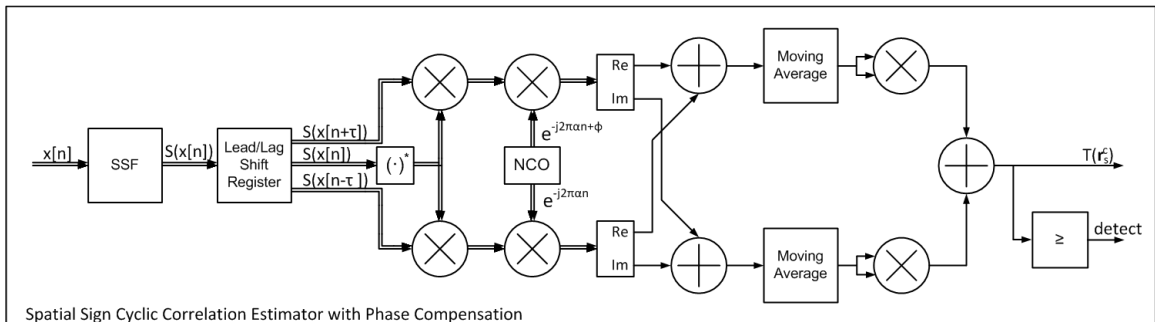 x[n]
SSF
S(x[n])
Lead/Lag
Shift
Register
S(x[n+τ])
S(x[n])
S(x[n-τ ])
(·)*
e^-j2παn+ϕ
NCO
e^-j2παn
Re
Im
Re
Im
Moving
Average
Moving
Average
T(r_s^c)
≥
detect
Spatial Sign Cyclic Correlation Estimator with Phase Compensation